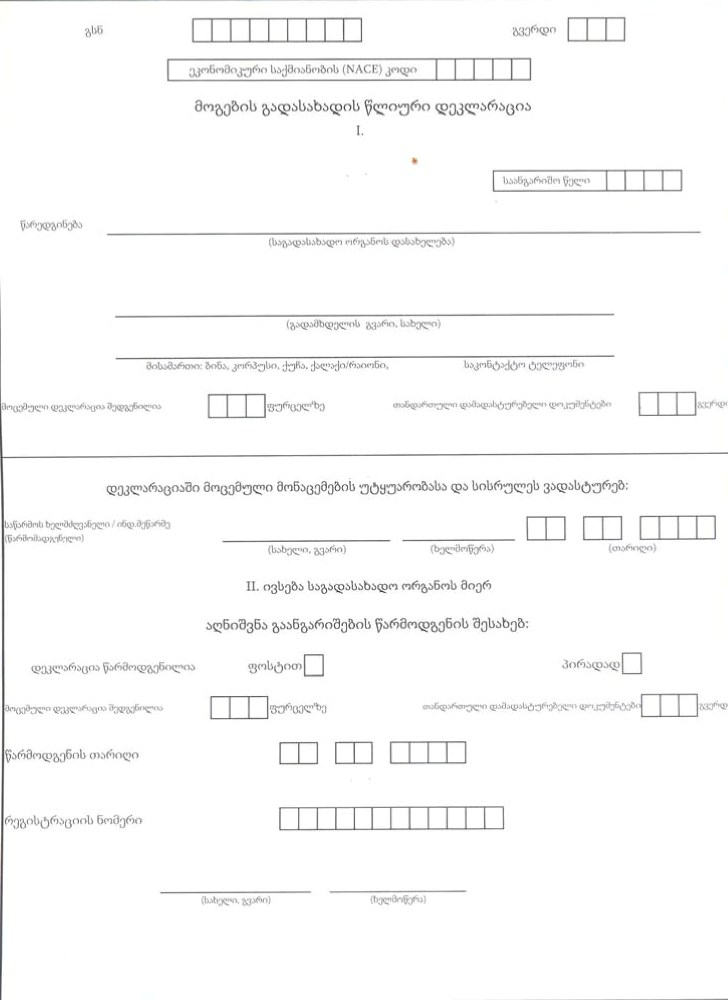 გსნ
გვერდი
ეკონომიკური საქმიანობის (NACE) კოდი
მოგების გადასახადის წლიური დეკლარაცია
I.
საანგარიშო წელი
წარედგინება
(საგადასახადო ორგანოს დასახელება)
(გადამხდელის გვარი, სახელი)
მისამართი: ბინა, კორპუსი, ქუჩა, ქალაქი/რაიონი,
საკონტაქტო ტელეფონი
მოცემული დეკლარაცია შედგენილია
ფურცელზე
თანდართული დამადასტურებელი დოკუმენტები
გვერდ
დეკლარაციაში მოცემული მონაცემების უტყუარობასა და სისრულეს ვადასტურებ:
საწარმოს ხელმძღვანელი / ინდ.მეწარმე
(წარმომადგენელი)
(სახელი, გვარი)
(ხელმოწერა)
(თარიღი)
II. ივსება საგადასახადო ორგანოს მიერ
აღნიშვნა გაანგარიშების წარმოდგენის შესახებ:
დეკლარაცია წარმოდგენილია
ფოსტით
პირადად
მოცემული დეკლარაცია შედგენილია
ფურცელზე
თანდართული დამადასტურებელი დოკუმენტები
გვერდ
წარმოდგენის თარიღი
რეგისტრაციის ნომერი
(სახელი, გვარი)
(ხელმოწერა)